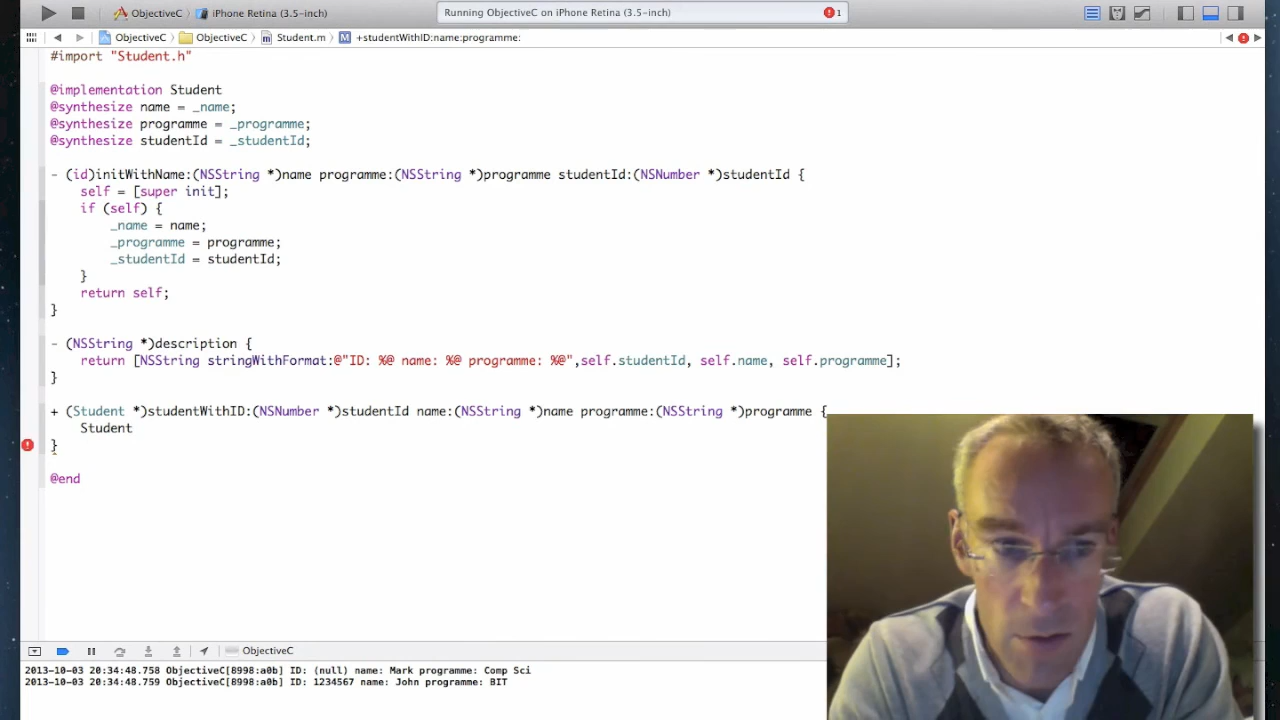 ObjectiveC iPhone Retina (3.5-inch)
Running ObjectiveC on iPhone Retina (3.5-inch) 1
ObjectiveC ObjectiveC Student.m M +studentWithID:name:programme:
#import "Student.h"
@implementation Student
@synthesize name = _name;
@synthesize programme = _programme;
@synthesize studentId = _studentId;
- (id)initWithName:(NSString *)name programme:(NSString *)programme studentId:(NSNumber *)studentId {
self = [super init];
if (self) {
_name = name;
_programme = programme;
_studentId = studentId;
}
return self;
}
- (NSString *)description {
return [NSString stringWithFormat:@"ID: %@ name: %@ programme: %@",self.studentId, self.name, self.programme];
}
+ (Student *)studentWithID:(NSNumber *)studentId name:(NSString *)name programme:(NSString *)programme {
Student
}
@end
ObjectiveC
2013-10-03 20:34:48.758 ObjectiveC[8998:a0b] ID: (null) name: Mark programme: Comp Sci
2013-10-03 20:34:48.759 ObjectiveC[8998:a0b] ID: 1234567 name: John programme: BIT